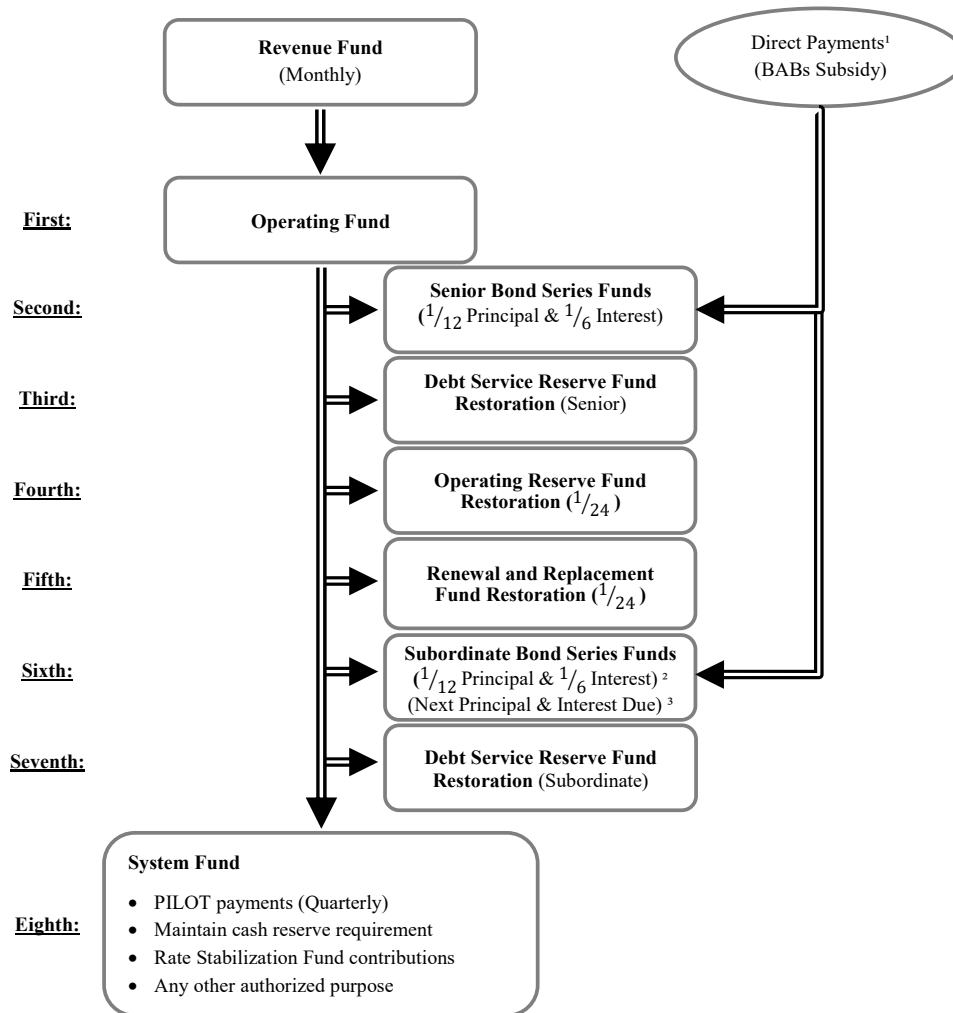 Revenue Fund
(Monthly)
Direct Payments¹
(BABs Subsidy)
First:
Operating Fund
Second:
Senior Bond Series Funds
(1/12 Principal & 1/6 Interest)
Third:
Debt Service Reserve Fund
Restoration (Senior)
Fourth:
Operating Reserve Fund
Restoration (1/24 )
Fifth:
Renewal and Replacement
Fund Restoration (1/24 )
Sixth:
Subordinate Bond Series Funds
(1/12 Principal & 1/6 Interest) ²
(Next Principal & Interest Due) ³
Seventh:
Debt Service Reserve Fund
Restoration (Subordinate)
Eighth:
System Fund
• PILOT payments (Quarterly)
• Maintain cash reserve requirement
• Rate Stabilization Fund contributions
• Any other authorized purpose